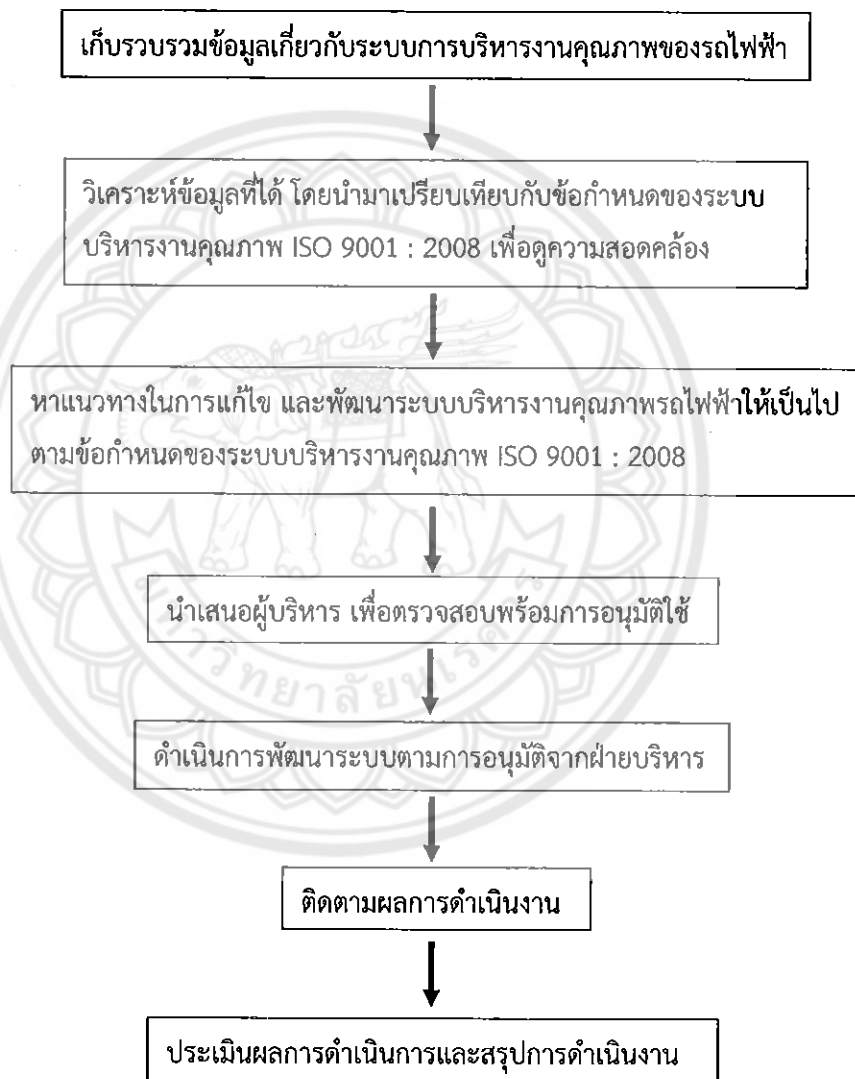 เก็บรวบรวมข้อมูลเกี่ยวกับระบบการบริหารงานคุณภาพของรถไฟฟ้า
วิเคราะห์ข้อมูลที่ได้ โดยนำมาเปรียบเทียบกับข้อกำหนดของระบบ
บริหารงานคุณภาพ ISO 9001 : 2008 เพื่อดูความสอดคล้อง
หาแนวทางในการแก้ไข และพัฒนาระบบบริหารงานคุณภาพรถไฟฟ้าให้เป็นไป
ตามข้อกำหนดของระบบบริหารงานคุณภาพ ISO 9001 : 2008
นำเสนอผู้บริหาร เพื่อตรวจสอบพร้อมการอนุมัติใช้
มหาวิทยาลัยนเรศวร
ดำเนินการพัฒนาระบบตามการอนุมัติจากฝ่ายบริหาร
ติดตามผลการดำเนินงาน
ประเมินผลการดำเนินการและสรุปการดำเนินงาน